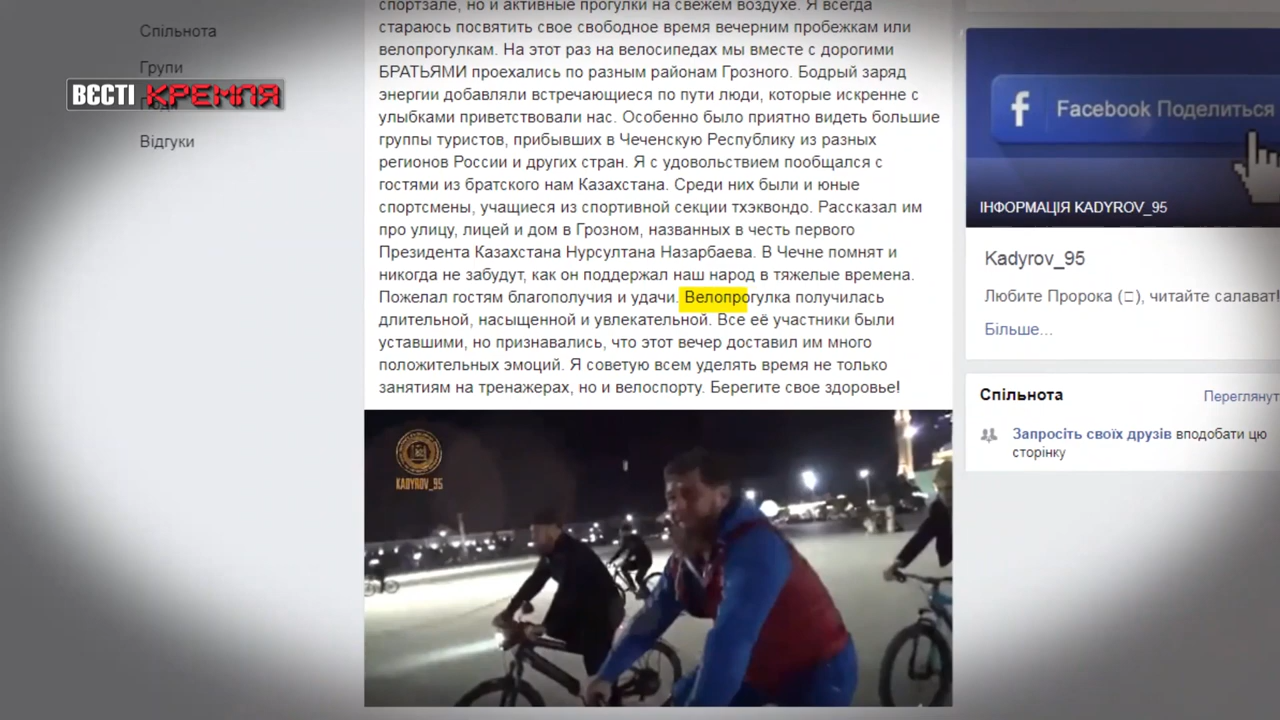 Спільнота
Групи
ВЄСТІ КРЕМЛЯ
Відгуки
спортзале, но и активные прогулки на свежем воздухе. Я всегда
стараюсь посвятить свое свободное время вечерним пробежкам или
велопрогулкам. На этот раз на велосипедах мы вместе с дорогими
БРАТЬЯМИ проехались по разным районам Грозного. Бодрый заряд
энергии добавляли встречающиеся по пути люди, которые искренне с
улыбками приветствовали нас. Особенно было приятно видеть большие
группы туристов, прибывших в Чеченскую Республику из разных
регионов России и других стран. Я с удовольствием пообщался с
гостями из братского нам Казахстана. Среди них были и юные
спортсмены, учащиеся из спортивной секции тхэквондо. Рассказал им
про улицу, лицей и дом в Грозном, названных в честь первого
Президента Казахстана Нурсултана Назарбаева. В Чечне помнят и
никогда не забудут, как он поддержал наш народ в тяжелые времена.
Пожелал гостям благополучия и удачи. Велопрогулка получилась
длительной, насыщенной и увлекательной. Все её участники были
уставшими, но признавались, что этот вечер доставил им много
положительных эмоций. Я советую всем уделять время не только
занятиям на тренажерах, но и велоспорту. Берегите свое здоровье!
KADYROV_95
f Facebook Поделиться
ІНФОРМАЦІЯ KADYROV_95
Kadyrov_95
Любите Пророка (□), читайте салават!
Більше...
Спільнота
Переглянут
Запросіть своїх друзів вподобати цю
сторінку